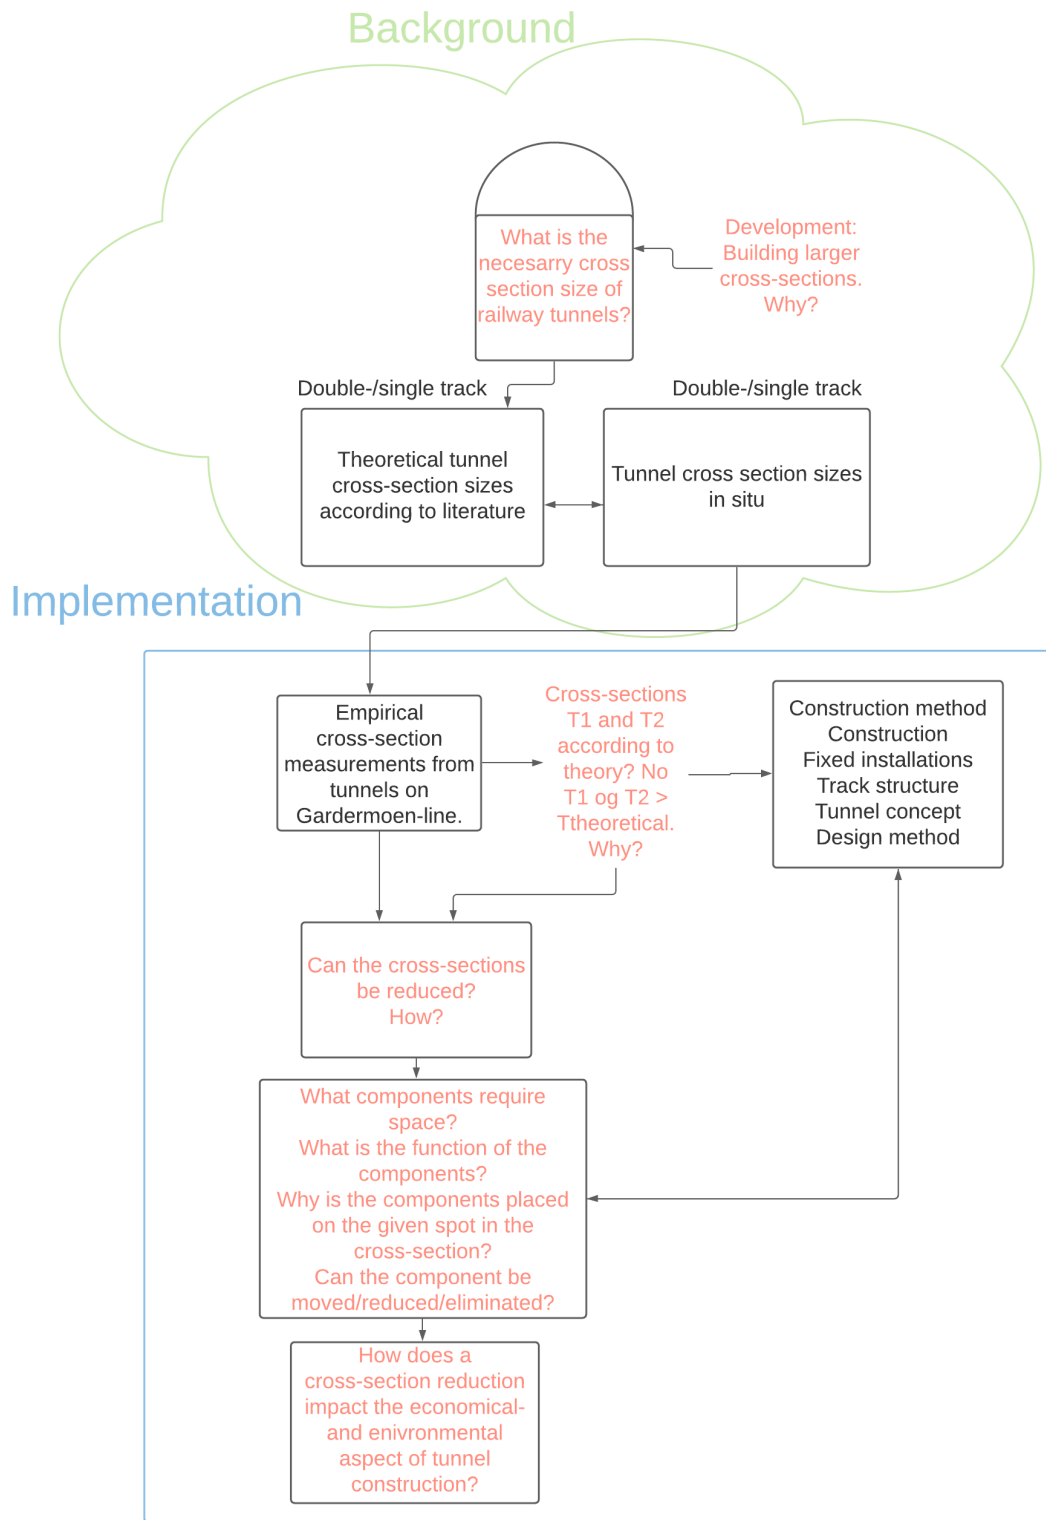 Background
What is the
necesarry cross
section size of
railway tunnels?
Development:
Building larger
cross-sections.
Why?
Double-/single track
Double-/single track
Theoretical tunnel
cross-section sizes
according to literature
Tunnel cross section sizes
in situ
Implementation
Empirical
cross-section
measurements from
tunnels on
Gardermoen-line.
Cross-sections
T1 and T2
according to
theory? No
T1 og T2 >
Ttheoretical.
Why?
Construction method
Construction
Fixed installations
Track structure
Tunnel concept
Design method
Can the cross-sections
be reduced?
How?
What components require
space?
What is the function of the
components?
Why is the components placed
on the given spot in the
cross-section?
Can the component be
moved/reduced/eliminated?
How does a
cross-section reduction
impact the economical-
and enivronmental
aspect of tunnel
construction?